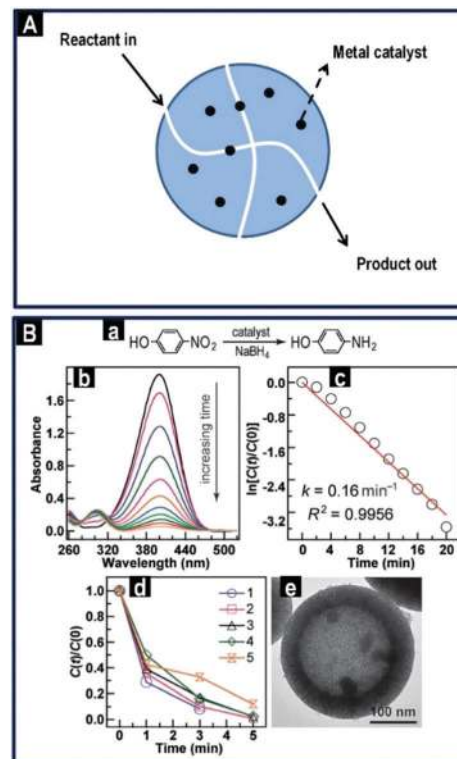 A
Reactant in
Metal catalyst
Product out
B
a
HO
NO₂
catalyst
NaBH₄
HO
NH₂
b
Absorbance
1.6
1.2
0.8
0.4
0.0
260 320 380 440 500
Wavelength (nm)
increasing time
c
ln[C(t)/C(0)]
0.0
-0.8
-1.6
-2.4
-3.2
k = 0.16 min⁻¹
R² = 0.9956
0 4 8 12 16 20
Time (min)
d
C(t)/C(0)
1.0
0.8
0.6
0.4
0.2
0.0
0 1 2 3 4 5
Time (min)
1
2
3
4
5
e
100 nm